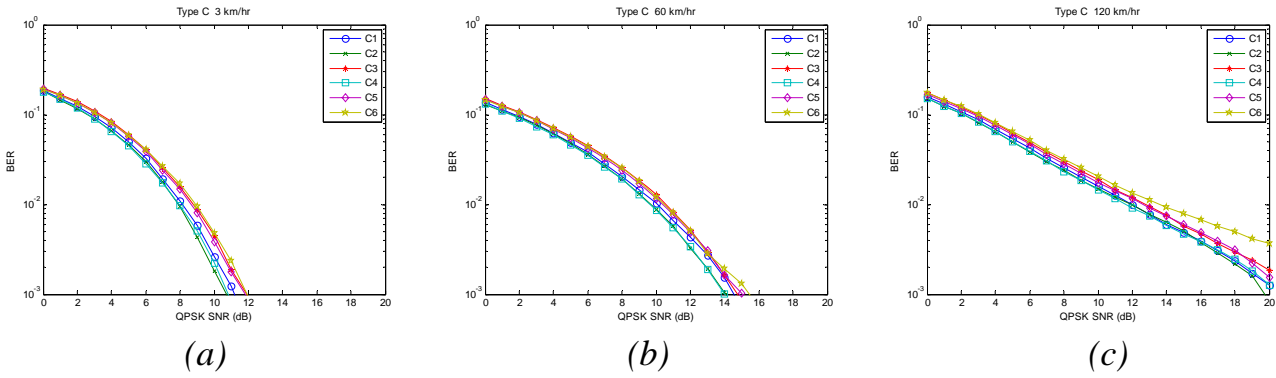 Type C 3 km/hr
10^0
10^-1
10^-2
10^-3
BER
0 2 4 6 8 10 12 14 16 18 20
QPSK SNR (dB)
C1
C2
C3
C4
C5
C6
(a)
Type C 60 km/hr
10^0
10^-1
10^-2
10^-3
BER
0 2 4 6 8 10 12 14 16 18 20
QPSK SNR (dB)
C1
C2
C3
C4
C5
C6
(b)
Type C 120 km/hr
10^0
10^-1
10^-2
10^-3
BER
0 2 4 6 8 10 12 14 16 18 20
QPSK SNR (dB)
C1
C2
C3
C4
C5
C6
(c)